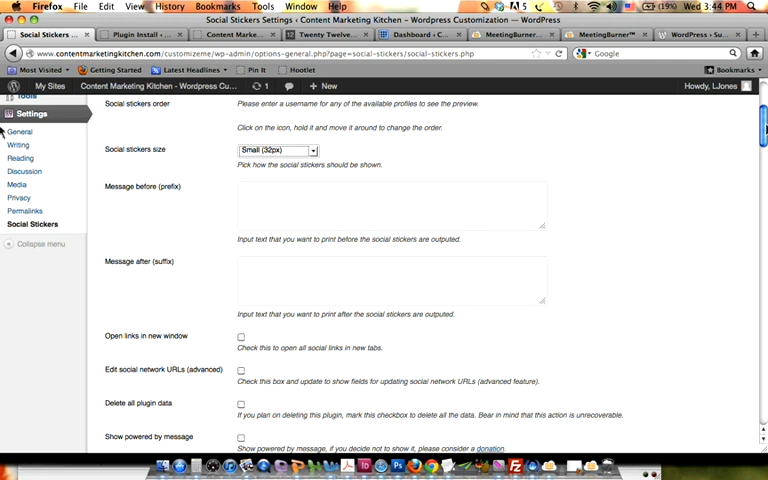 Firefox File Edit View History Bookmarks Tools Window Help 5 (19%) Wed 3:44 PM
Social Stickers Settings ‹ Content Marketing Kitchen – Wordpress Customization — WordPress
Social Stickers ... Plugin Install ‹ ... Content Marke... Twenty Twelve... Dashboard ‹ C... MeetingBurner... MeetingBurner™ ... WordPress › Su...
www.contentmarketingkitchen.com/customizeme/wp-admin/options-general.php?page=social-stickers/social-stickers.php Google
Most Visited Getting Started Latest Headlines Pin It Hootlet Bookmarks
My Sites Content Marketing Kitchen - Wordpress Cu... 1 + New Howdy, LJones
Tools
Settings
General
Writing
Reading
Discussion
Media
Privacy
Permalinks
Social Stickers
Collapse menu
Social stickers order Please enter a username for any of the available profiles to see the preview.
Click on the icon, hold it and move it around to change the order.
Social stickers size Small (32px)
Pick how the social stickers should be shown.
Message before (prefix)
Input text that you want to print before the social stickers are outputed.
Message after (suffix)
Input text that you want to print after the social stickers are outputed.
Open links in new window
Check this to open all social links in new tabs.
Edit social network URLs (advanced)
Check this box and update to show fields for updating social network URLs (advanced feature).
Delete all plugin data
If you plan on deleting this plugin, mark this checkbox to delete all the data. Bear in mind that this action is unrecoverable.
Show powered by message
Show powered by message, if you decide not to show it, please consider a donation.